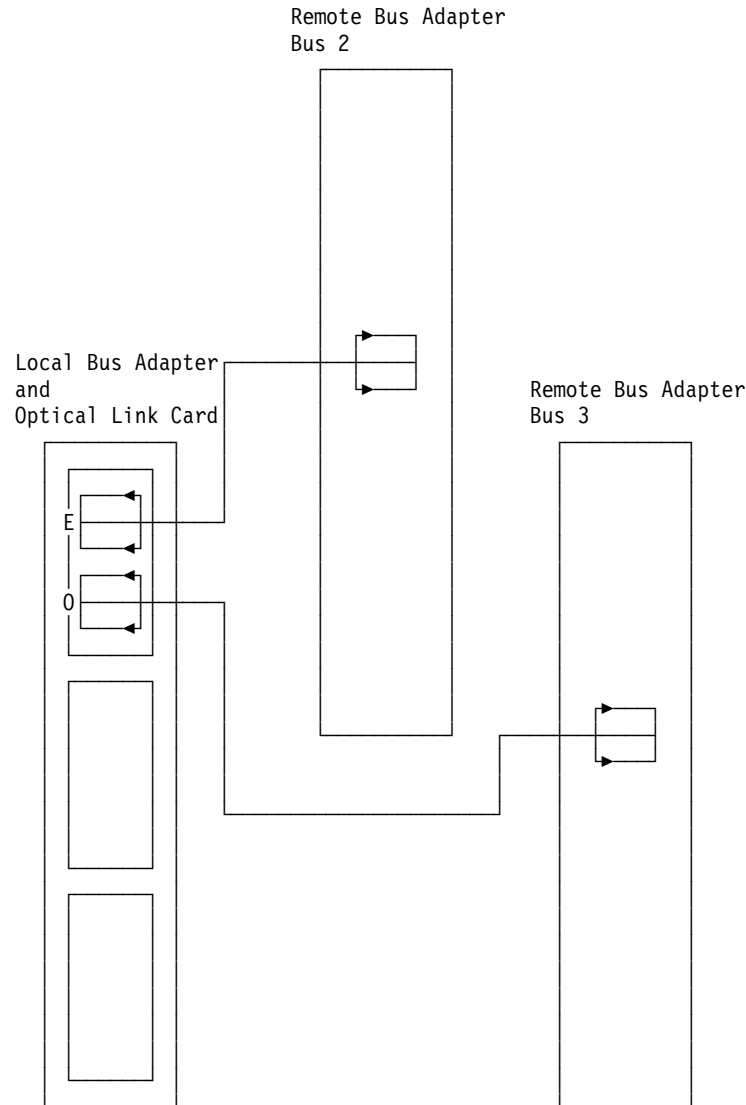 Remote Bus Adapter
Bus 2
Local Bus Adapter
and
Optical Link Card
Remote Bus Adapter
Bus 3
E
O